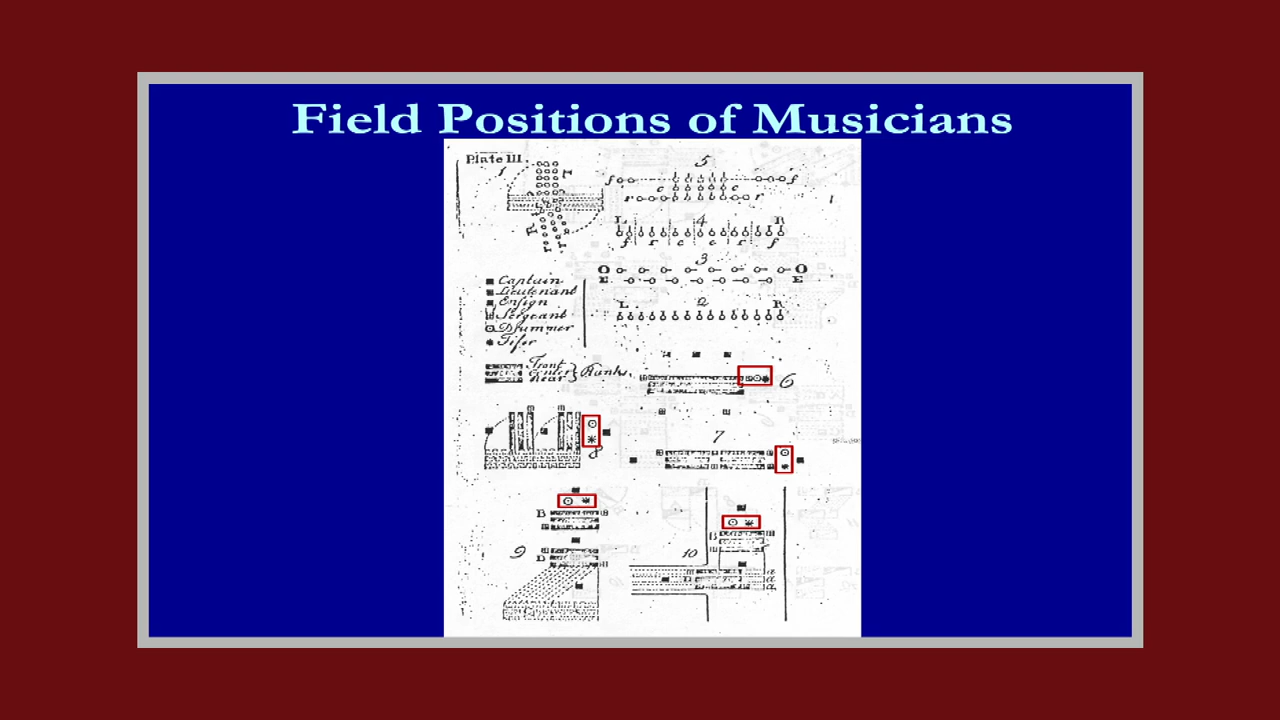 Field Positions of Musicians
Plate III.
1
5
f f
c c
r r
L 4 R
f r c c r f
3
O O
E E
L 2 R
Captain
Lieutenant
Ensign
Sergeant
Drummer
Fifer
Front
Center } Ranks
Rear
6
7
8
B
9
D
10
B
D
a
a
a